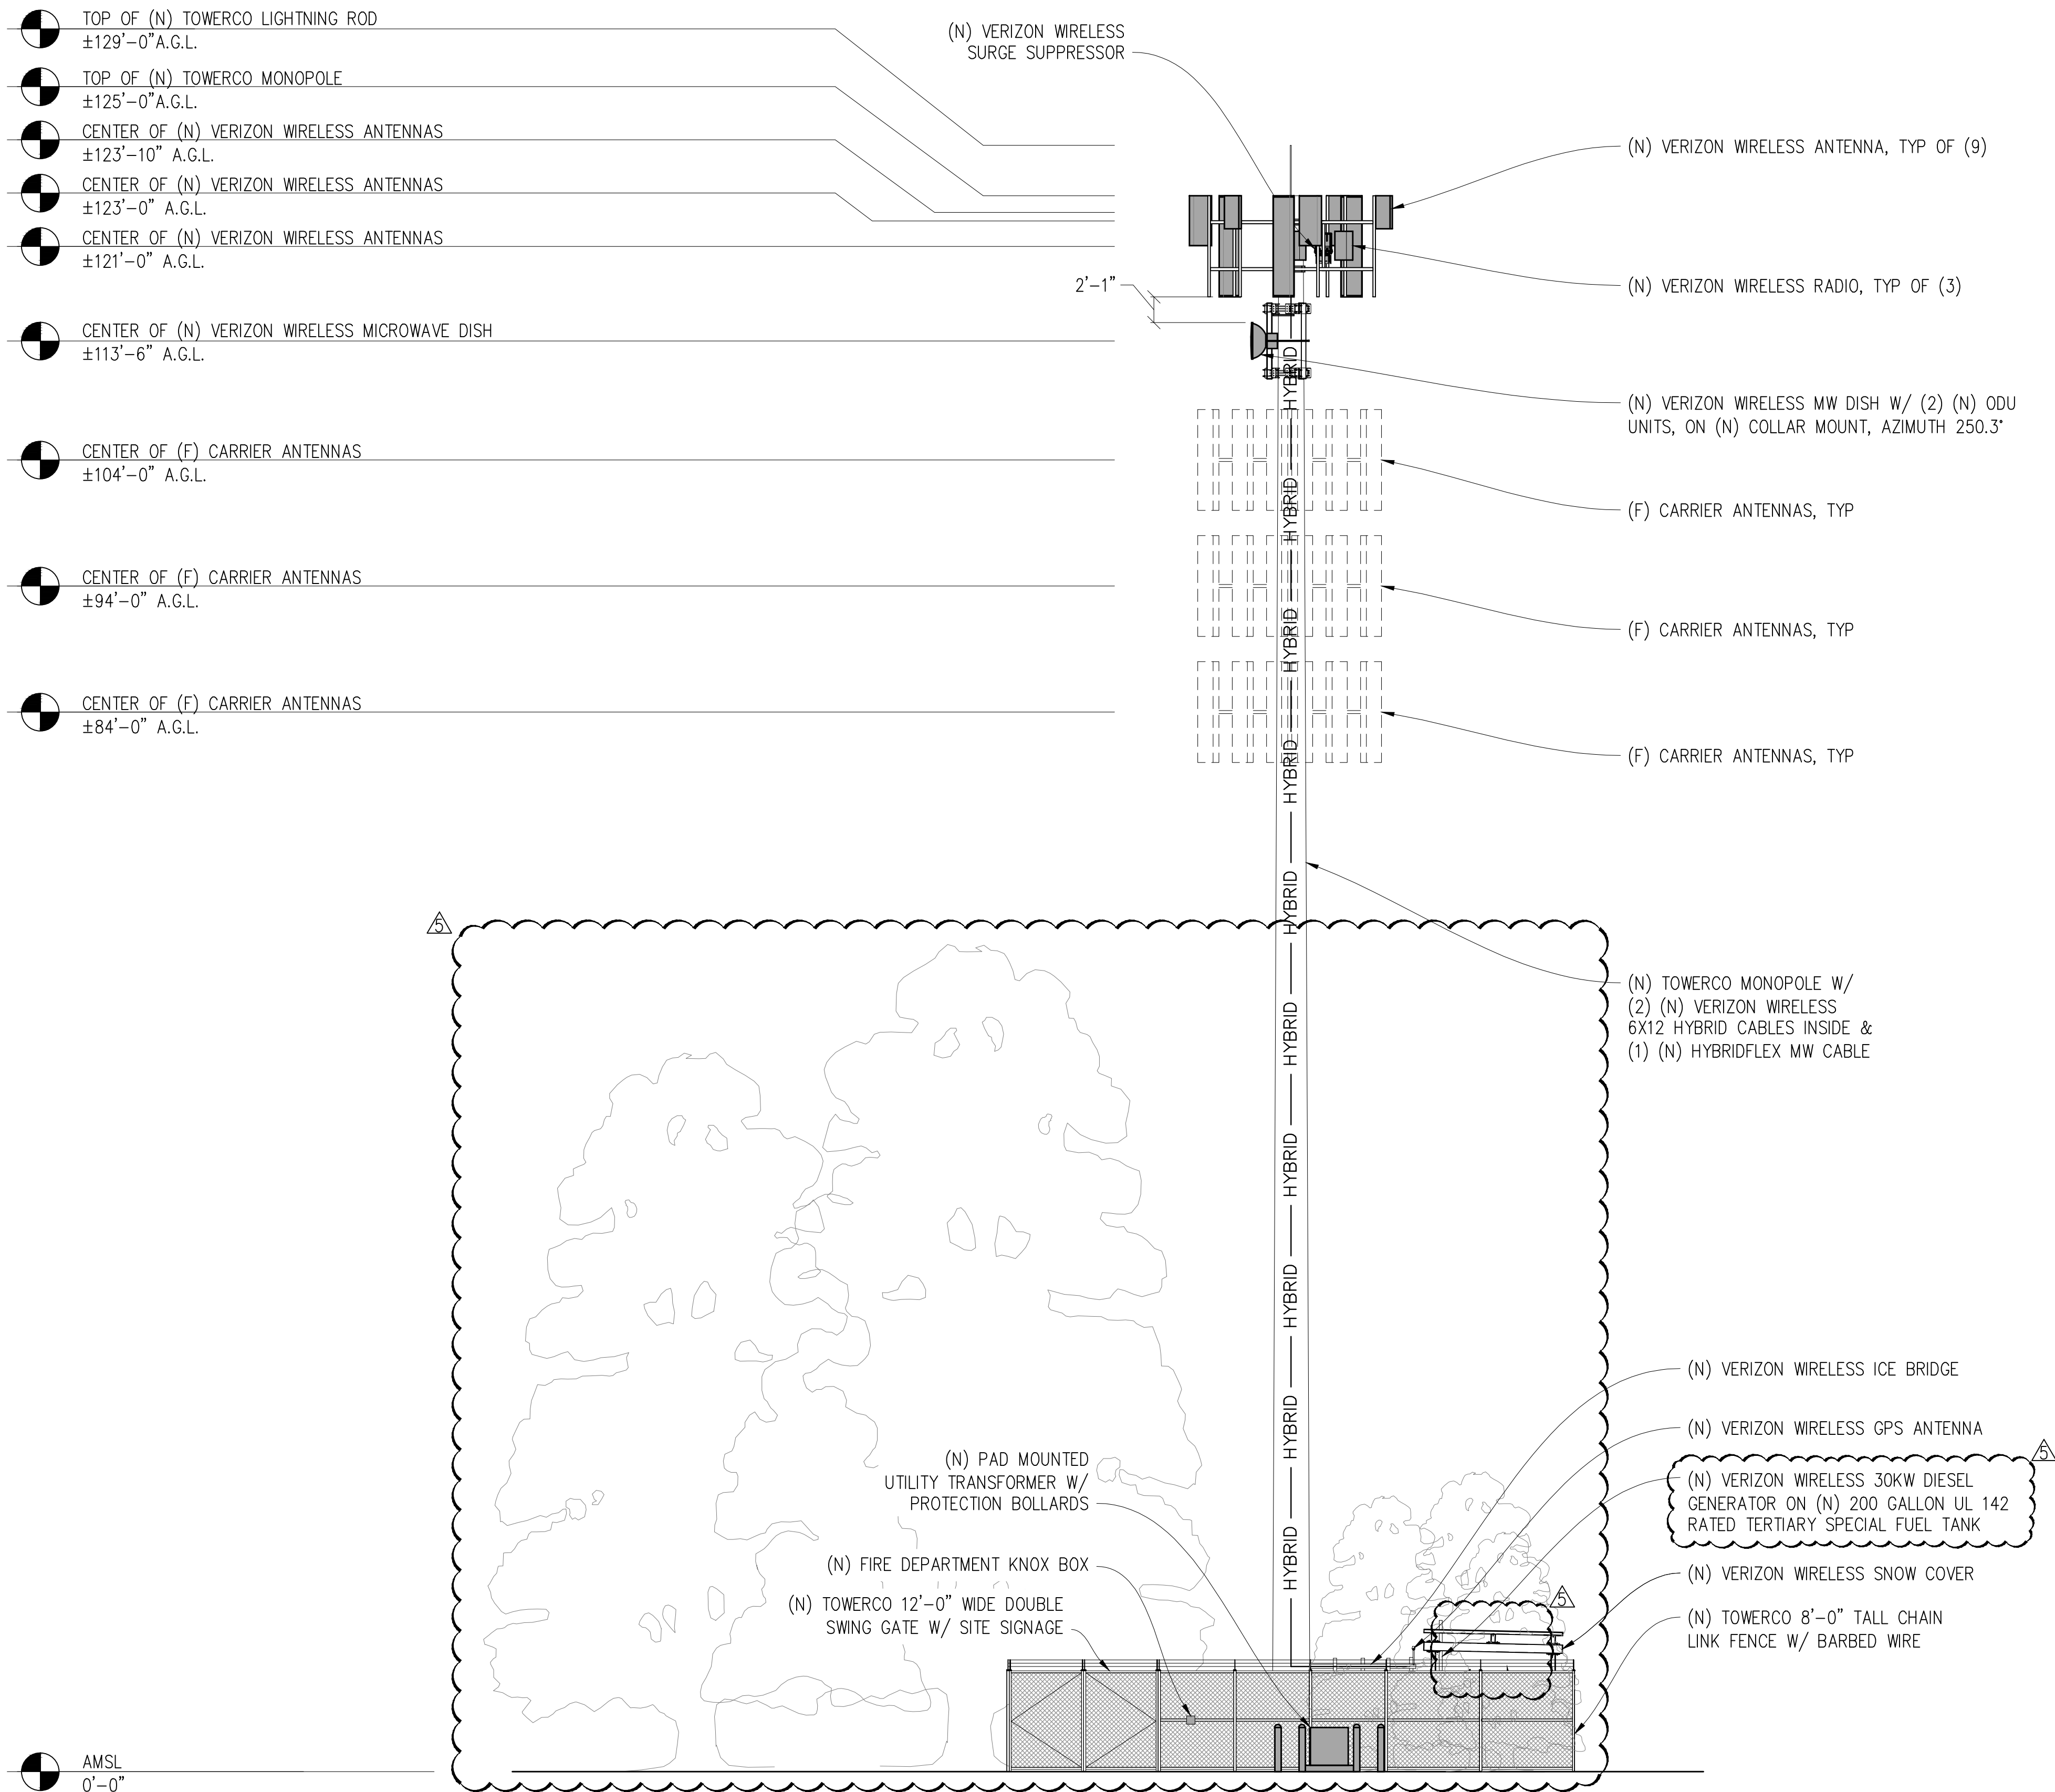 TOP OF (N) TOWERCO LIGHTNING ROD
±129'-0"A.G.L.
TOP OF (N) TOWERCO MONOPOLE
±125'-0"A.G.L.
CENTER OF (N) VERIZON WIRELESS ANTENNAS
±123'-10" A.G.L.
CENTER OF (N) VERIZON WIRELESS ANTENNAS
±123'-0" A.G.L.
CENTER OF (N) VERIZON WIRELESS ANTENNAS
±121'-0" A.G.L.
CENTER OF (N) VERIZON WIRELESS MICROWAVE DISH
±113'-6" A.G.L.
CENTER OF (F) CARRIER ANTENNAS
±104'-0" A.G.L.
CENTER OF (F) CARRIER ANTENNAS
±94'-0" A.G.L.
CENTER OF (F) CARRIER ANTENNAS
±84'-0" A.G.L.
AMSL
0'-0"
(N) VERIZON WIRELESS
SURGE SUPPRESSOR
2'-1"
HYBRID
HYBRID
HYBRID
HYBRID
HYBRID
HYBRID
HYBRID
HYBRID
HYBRID
HYBRID
(N) VERIZON WIRELESS ANTENNA, TYP OF (9)
(N) VERIZON WIRELESS RADIO, TYP OF (3)
(N) VERIZON WIRELESS MW DISH W/ (2) (N) ODU
UNITS, ON (N) COLLAR MOUNT, AZIMUTH 250.3°
(F) CARRIER ANTENNAS, TYP
(F) CARRIER ANTENNAS, TYP
(F) CARRIER ANTENNAS, TYP
5
(N) TOWERCO MONOPOLE W/
(2) (N) VERIZON WIRELESS
6X12 HYBRID CABLES INSIDE &
(1) (N) HYBRIDFLEX MW CABLE
(N) VERIZON WIRELESS ICE BRIDGE
(N) VERIZON WIRELESS GPS ANTENNA
5
(N) VERIZON WIRELESS 30KW DIESEL
GENERATOR ON (N) 200 GALLON UL 142
RATED TERTIARY SPECIAL FUEL TANK
(N) VERIZON WIRELESS SNOW COVER
5
(N) TOWERCO 8'-0" TALL CHAIN
LINK FENCE W/ BARBED WIRE
(N) PAD MOUNTED
UTILITY TRANSFORMER W/
PROTECTION BOLLARDS
(N) FIRE DEPARTMENT KNOX BOX
(N) TOWERCO 12'-0" WIDE DOUBLE
SWING GATE W/ SITE SIGNAGE